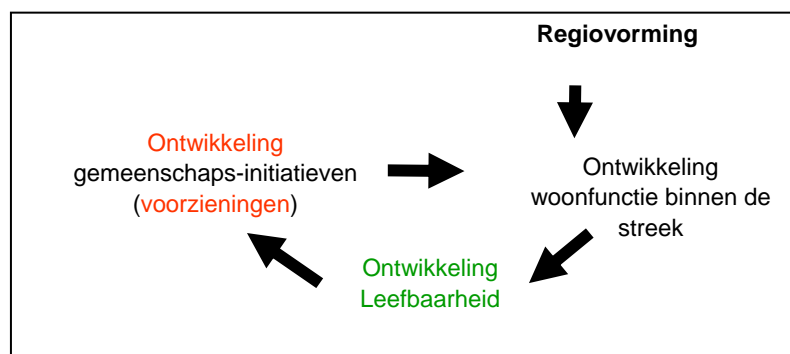 Regiovorming
Ontwikkeling
gemeenschaps-initiatieven
(voorzieningen)
Ontwikkeling
woonfunctie binnen de
streek
Ontwikkeling
Leefbaarheid